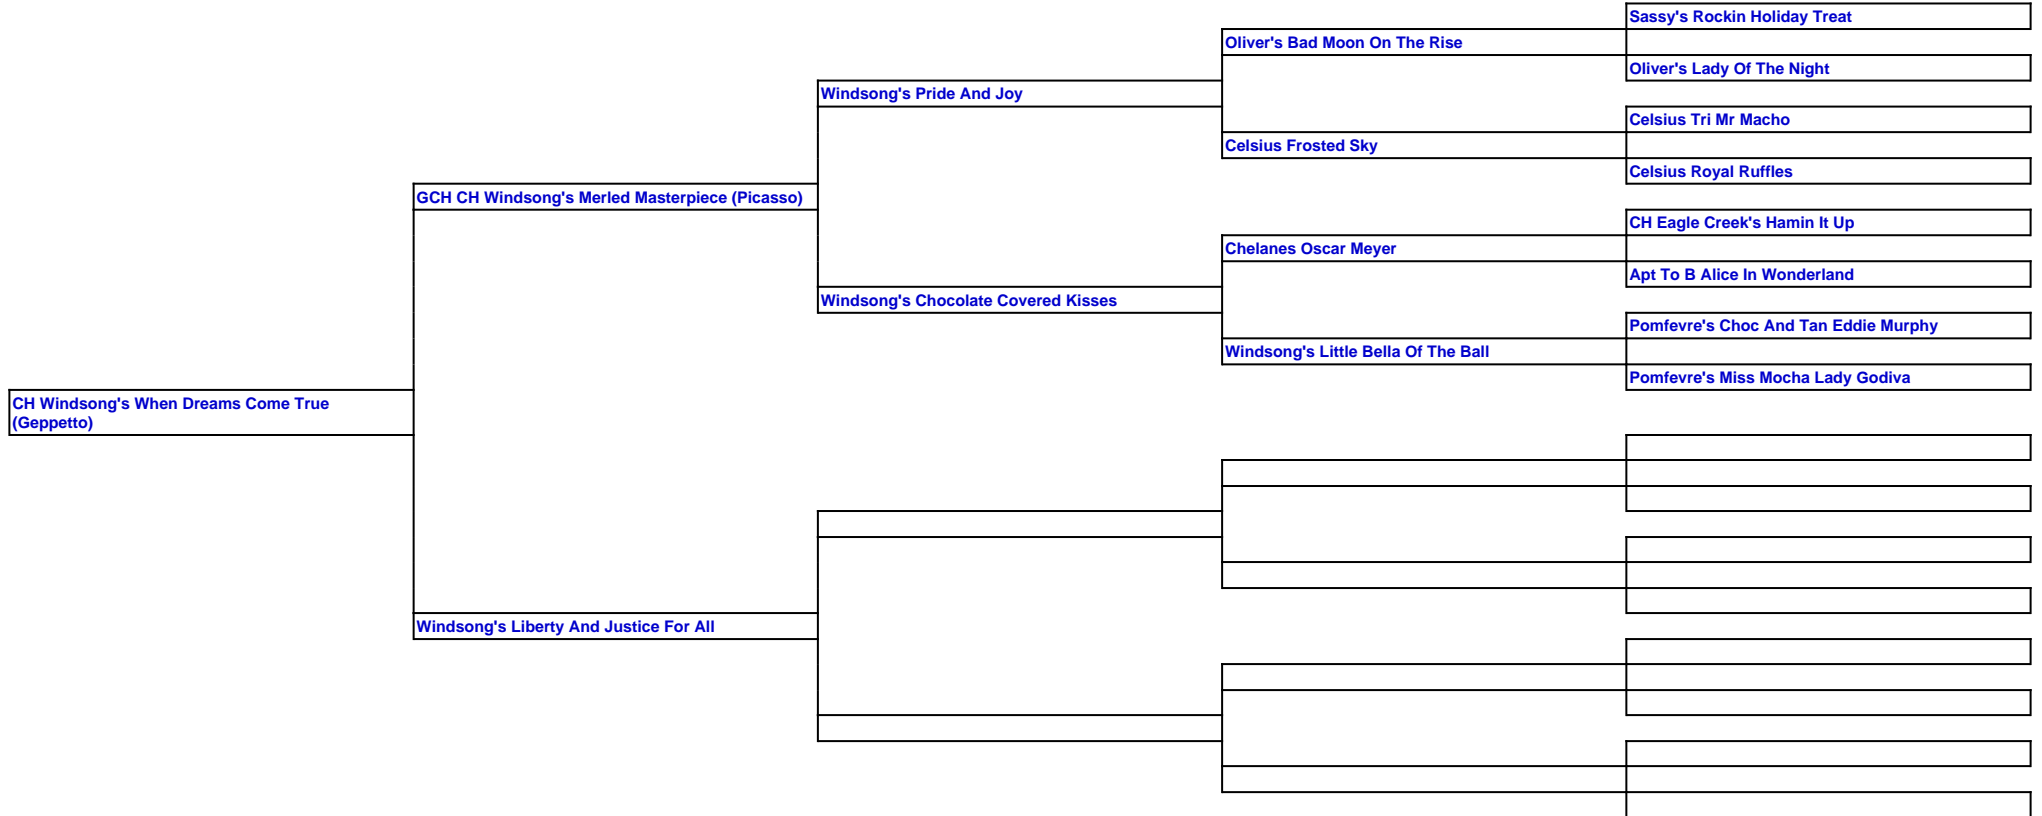 Sassy's Rockin Holiday Treat
Oliver's Bad Moon On The Rise
Oliver's Lady Of The Night
Windsong's Pride And Joy
Celsius Tri Mr Macho
Celsius Frosted Sky
Celsius Royal Ruffles
GCH CH Windsong's Merled Masterpiece (Picasso)
CH Eagle Creek's Hamin It Up
Chelanes Oscar Meyer
Apt To B Alice In Wonderland
Windsong's Chocolate Covered Kisses
Pomfevre's Choc And Tan Eddie Murphy
Windsong's Little Bella Of The Ball
Pomfevre's Miss Mocha Lady Godiva
CH Windsong's When Dreams Come True
(Geppetto)
Windsong's Liberty And Justice For All